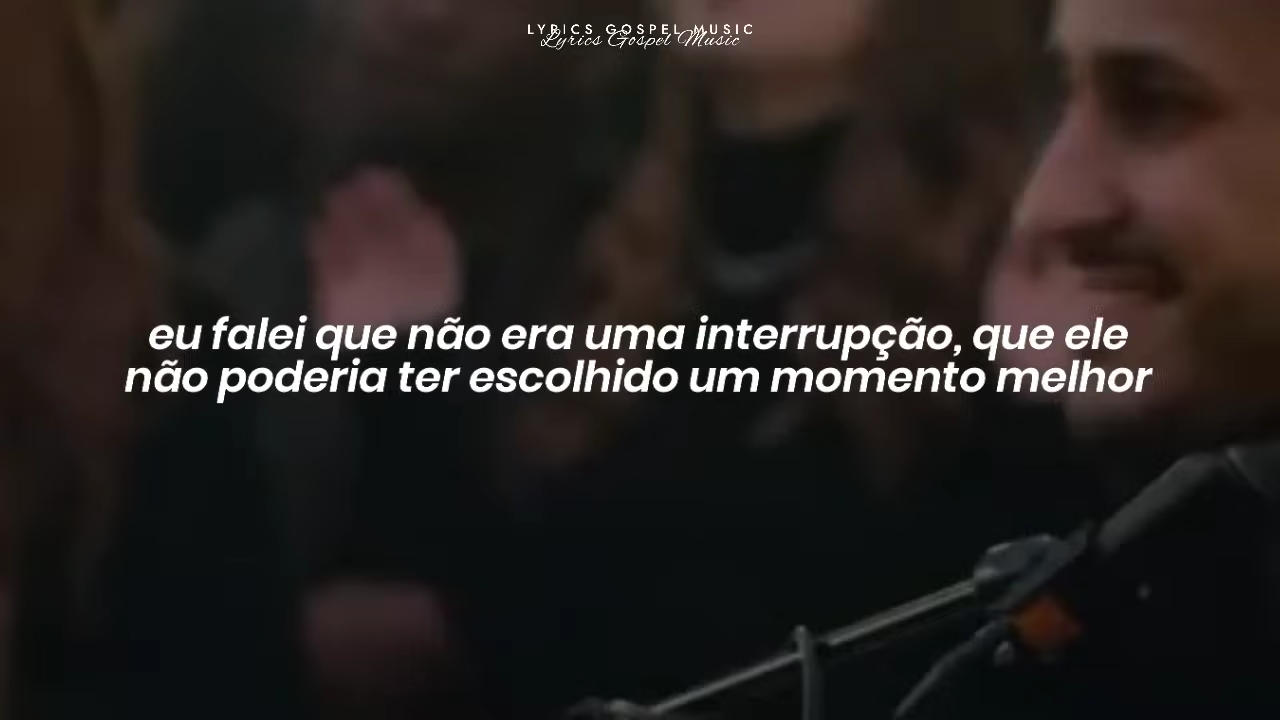 LYRICS GOSPEL MUSIC
Lyrics Gospel Music
eu falei que não era uma interrupção, que ele
não poderia ter escolhido um momento melhor